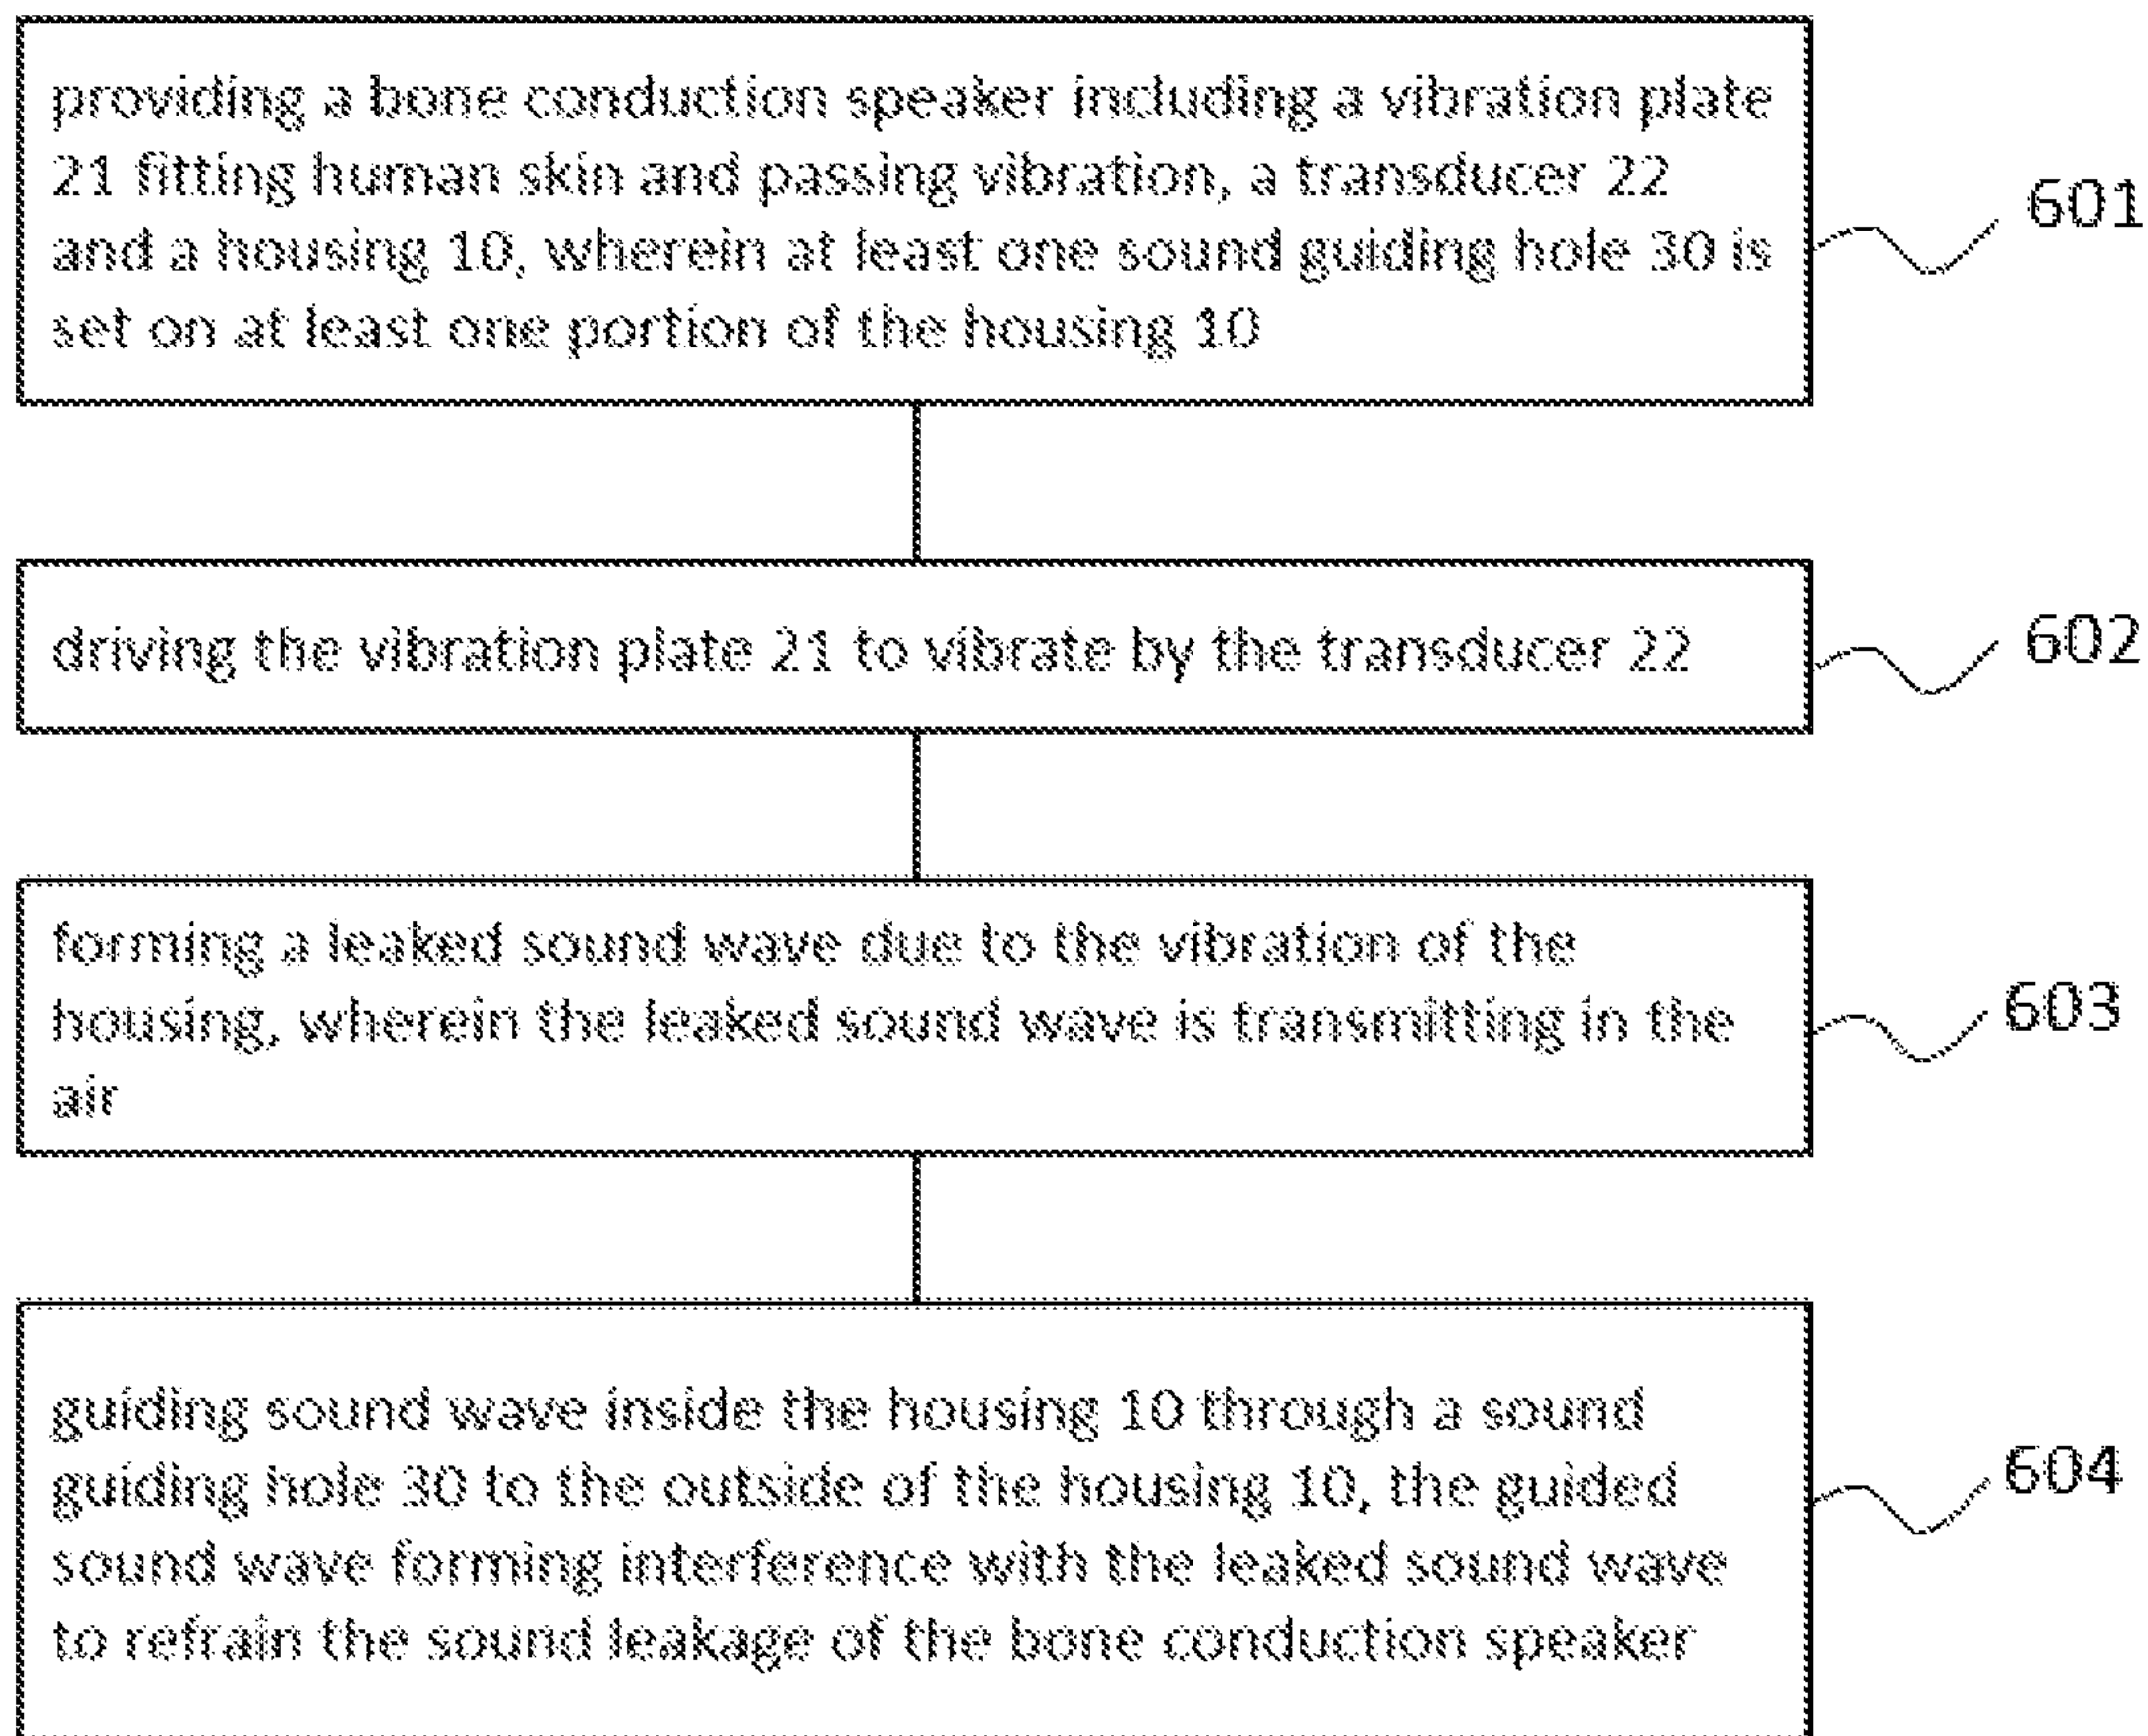 providing a bone conduction speaker including a vibration plate
21 fitting human skin and passing vibration, a transducer 22
and a housing 10, wherein at least one sound guiding hole 30 is
set on at least one portion of the housing 10
601
driving the vibration plate 21 to vibrate by the transducer 22
602
forming a leaked sound wave due to the vibration of the
housing, wherein the leaked sound wave is transmitting in the
air
603
guiding sound wave inside the housing 10 through a sound
guiding hole 30 to the outside of the housing 10, the guided
sound wave forming interference with the leaked sound wave
to refrain the sound leakage of the bone conduction speaker
604